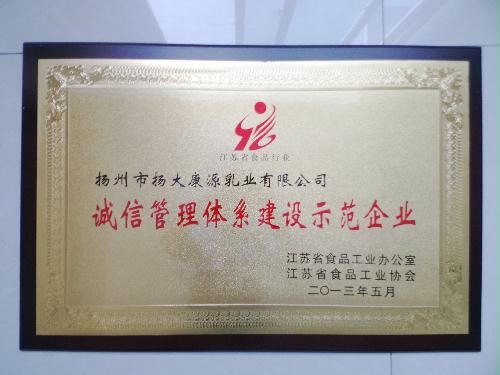 江苏省食品行业
扬州市扬大康源乳业有限公司
诚信管理体系建设示范企业
江苏省食品工业办公室
江苏省食品工业协会
二〇一三年五月